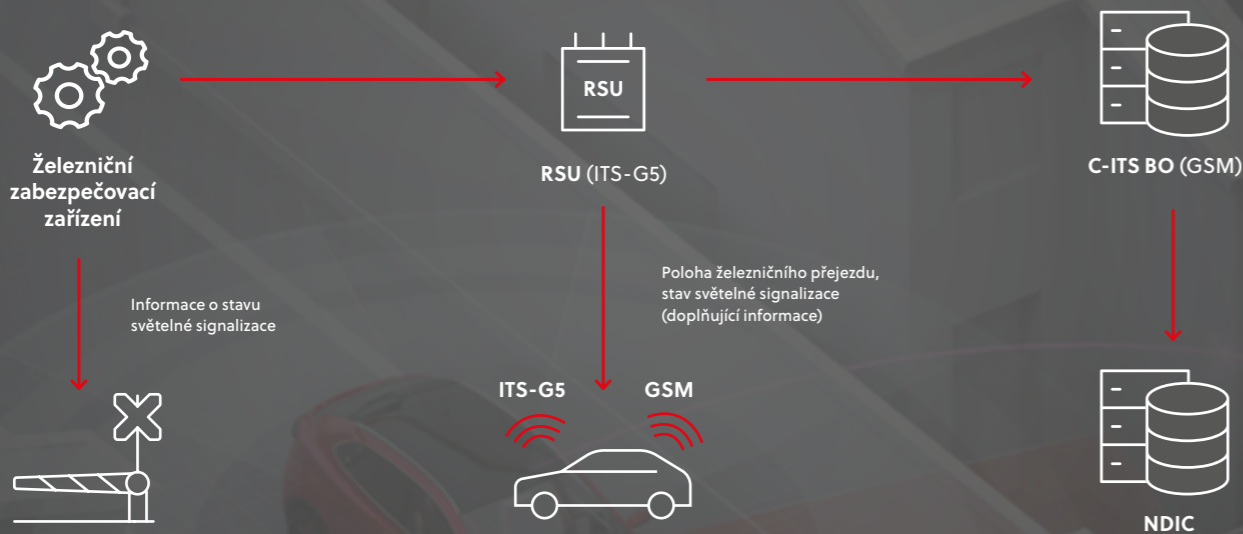 RSU
Železniční
zabezpečovací
zařízení
RSU (ITS-G5)
C-ITS BO (GSM)
Informace o stavu
světelné signalizace
Poloha železničního přejezdu,
stav světelné signalizace
(doplňující informace)
ITS-G5
GSM
NDIC